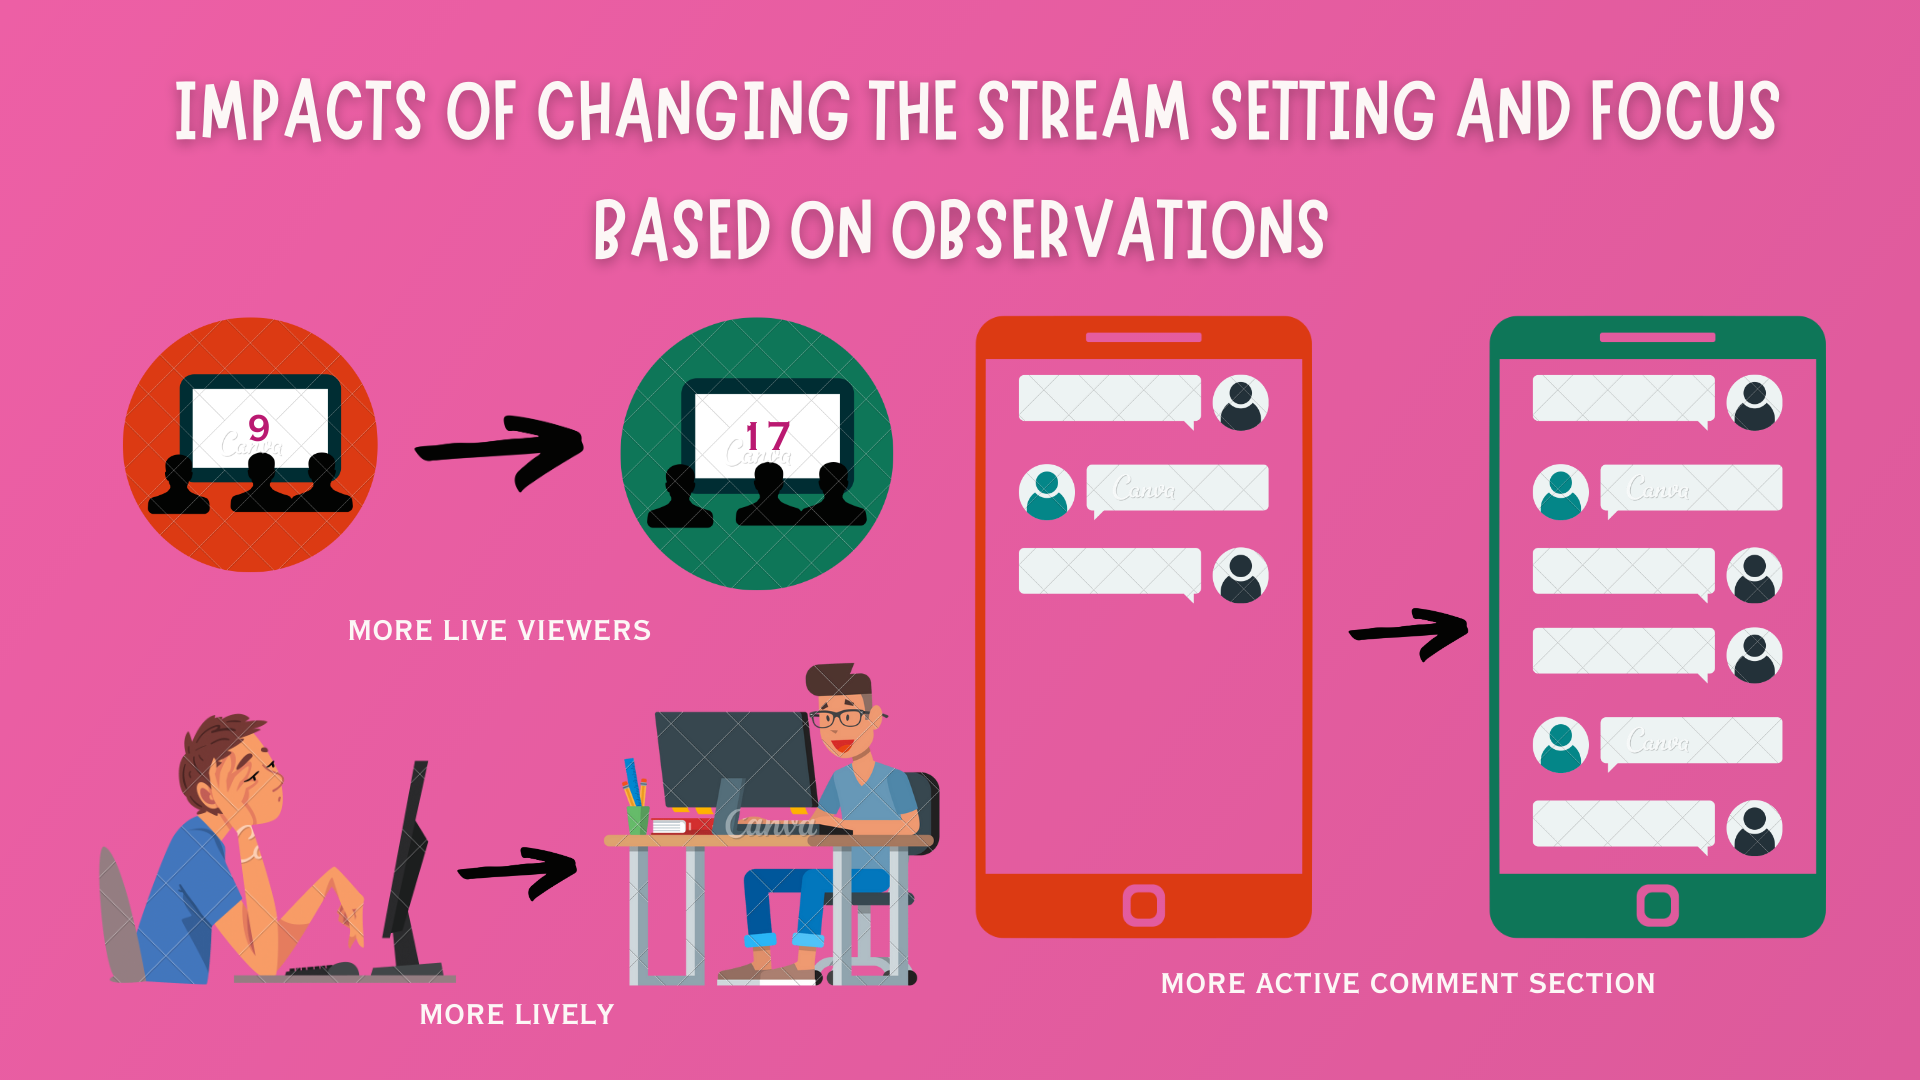 IMPACTS OF CHANGING THE STREAM SETTING AND FOCUS
BASED ON OBSERVATIONS
9
Canva
17
Canva
MORE LIVE VIEWERS
Canva
MORE LIVELY
Canva
Canva
Canva
MORE ACTIVE COMMENT SECTION